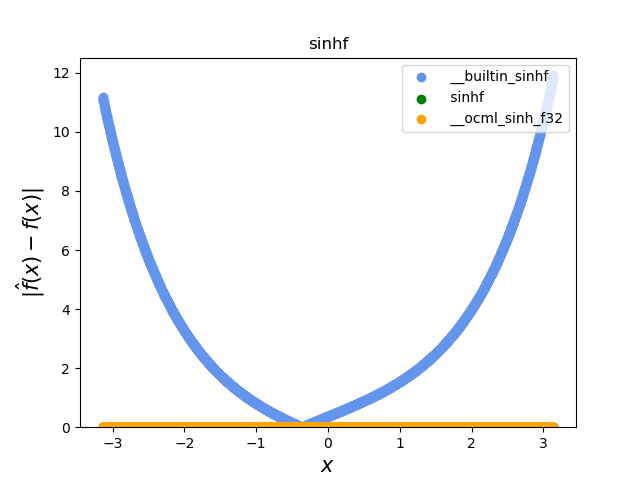 sinhf
__builtin_sinhf
sinhf
__ocml_sinh_f32
12
10
8
6
4
2
0
|f̂(x) − f(x)|
−3
−2
−1
0
1
2
3
x